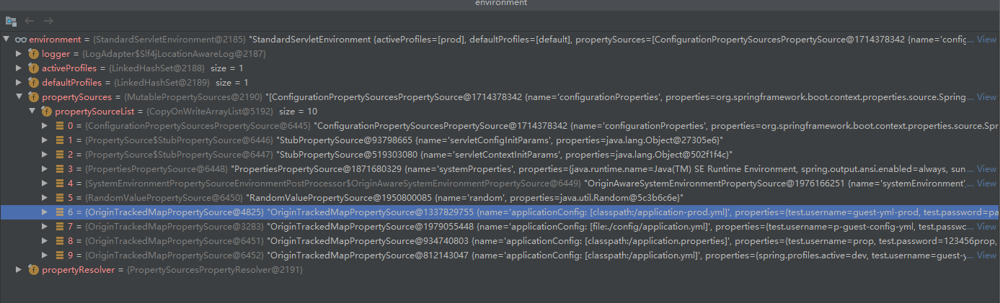 environment
environment = {StandardServletEnvironment@2185} "StandardServletEnvironment {activeProfiles=[prod], defaultProfiles=[default], propertySources=[ConfigurationPropertySourcesPropertySource@1714378342 {name='config... View
f logger = {LogAdapter$Slf4jLocationAwareLog@2187}
f activeProfiles = {LinkedHashSet@2188} size = 1
f defaultProfiles = {LinkedHashSet@2189} size = 1
f propertySources = {MutablePropertySources@2190} "[ConfigurationPropertySourcesPropertySource@1714378342 {name='configurationProperties', properties=org.springframework.boot.context.properties.source.Spring... View
f propertySourceList = {CopyOnWriteArrayList@5192} size = 10
0 = {ConfigurationPropertySourcesPropertySource@6445} "ConfigurationPropertySourcesPropertySource@1714378342 {name='configurationProperties', properties=org.springframework.boot.context.properties.source.Spr
1 = {PropertySource$StubPropertySource@6446} "StubPropertySource@93798665 {name='servletConfigInitParams', properties=java.lang.Object@27305e6}"
2 = {PropertySource$StubPropertySource@6447} "StubPropertySource@519303080 {name='servletContextInitParams', properties=java.lang.Object@502f1f4c}"
3 = {PropertiesPropertySource@6448} "PropertiesPropertySource@1871680329 {name='systemProperties', properties={java.runtime.name=Java(TM) SE Runtime Environment, spring.output.ansi.enabled=always, sun... View
4 = {SystemEnvironmentPropertySourceEnvironmentPostProcessor$OriginAwareSystemEnvironmentPropertySource@6449} "OriginAwareSystemEnvironmentPropertySource@1976166251 {name='systemEnvironment',... View
5 = {RandomValuePropertySource@6450} "RandomValuePropertySource@1950800085 {name='random', properties=java.util.Random@5c3b6c6e}"
6 = {OriginTrackedMapPropertySource@4825} "OriginTrackedMapPropertySource@1337829755 {name='applicationConfig: [classpath:/application-prod.yml]', properties={test.username=guest-yml-prod, test.password=pa
7 = {OriginTrackedMapPropertySource@3283} "OriginTrackedMapPropertySource@1979055448 {name='applicationConfig: [file:./config/application.yml]', properties={test.username=p-guest-config-yml, test.passwc... View
8 = {OriginTrackedMapPropertySource@6451} "OriginTrackedMapPropertySource@934740803 {name='applicationConfig: [classpath:/application.properties]', properties={test.username=prop, test.password=123456prop,... View
9 = {OriginTrackedMapPropertySource@6452} "OriginTrackedMapPropertySource@812143047 {name='applicationConfig: [classpath:/application.yml]', properties={spring.profiles.active=dev, test.username=guest-y... View
f propertyResolver = {PropertySourcesPropertyResolver@2191}